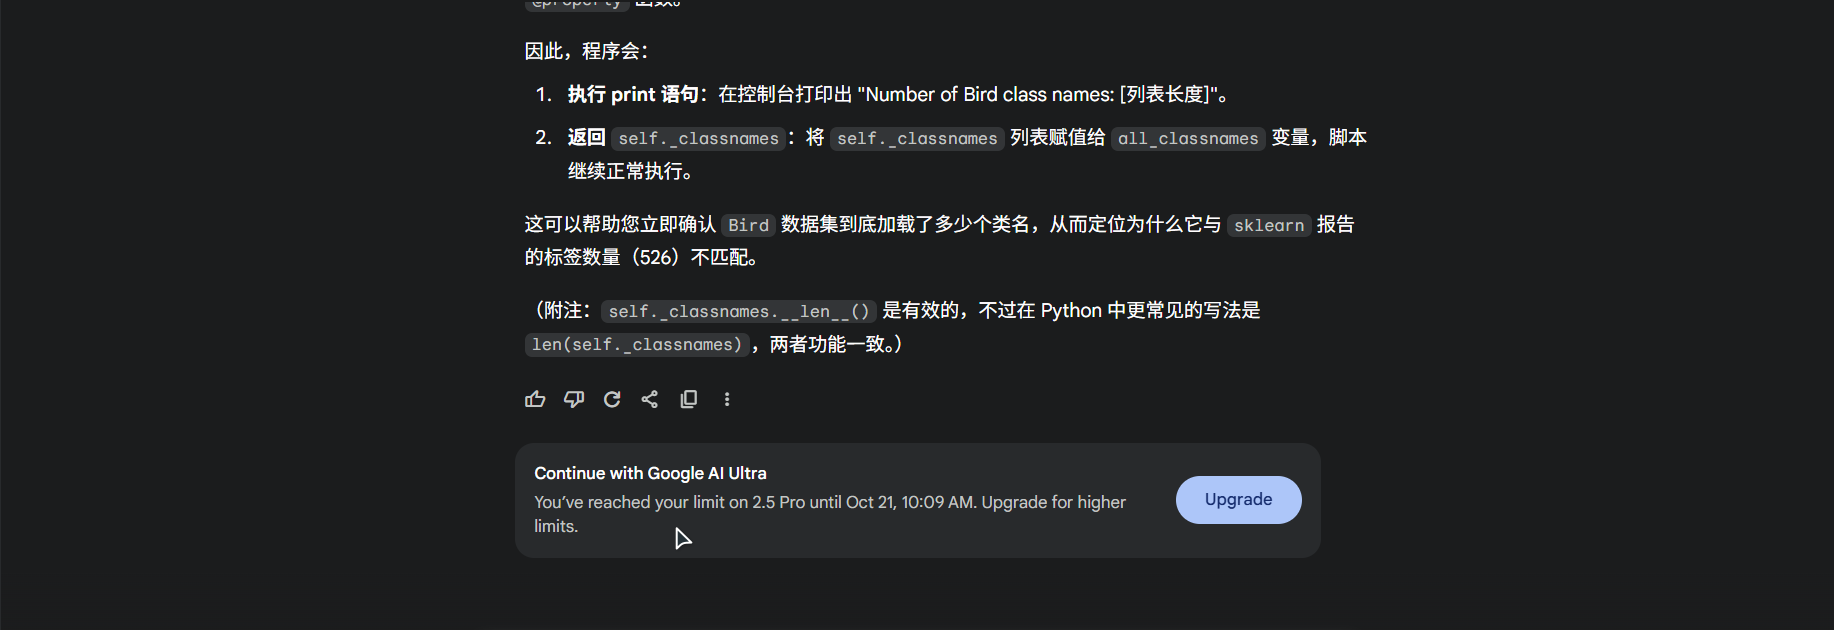 @property 函数。
因此，程序会：
1. 执行 print 语句：在控制台打印出 "Number of Bird class names: [列表长度]"。
2. 返回 self._classnames：将 self._classnames 列表赋值给 all_classnames 变量，脚本
继续正常执行。
这可以帮助您立即确认 Bird 数据集到底加载了多少个类名，从而定位为什么它与 sklearn 报告
的标签数量（526）不匹配。
（附注：self._classnames.__len__() 是有效的，不过在 Python 中更常见的写法是
len(self._classnames)，两者功能一致。）
Continue with Google AI Ultra
You’ve reached your limit on 2.5 Pro until Oct 21, 10:09 AM. Upgrade for higher
limits.
Upgrade